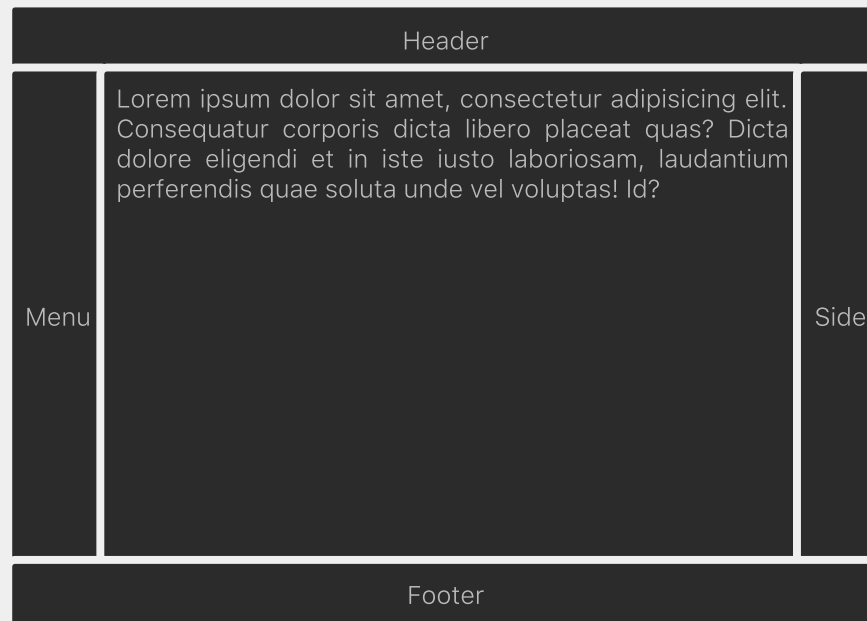 Header
Menu
Lorem ipsum dolor sit amet, consectetur adipisicing elit.
Consequatur corporis dicta libero placeat quas? Dicta
dolore eligendi et in iste iusto laboriosam, laudantium
perferendis quae soluta unde vel voluptas! Id?
Side
Footer